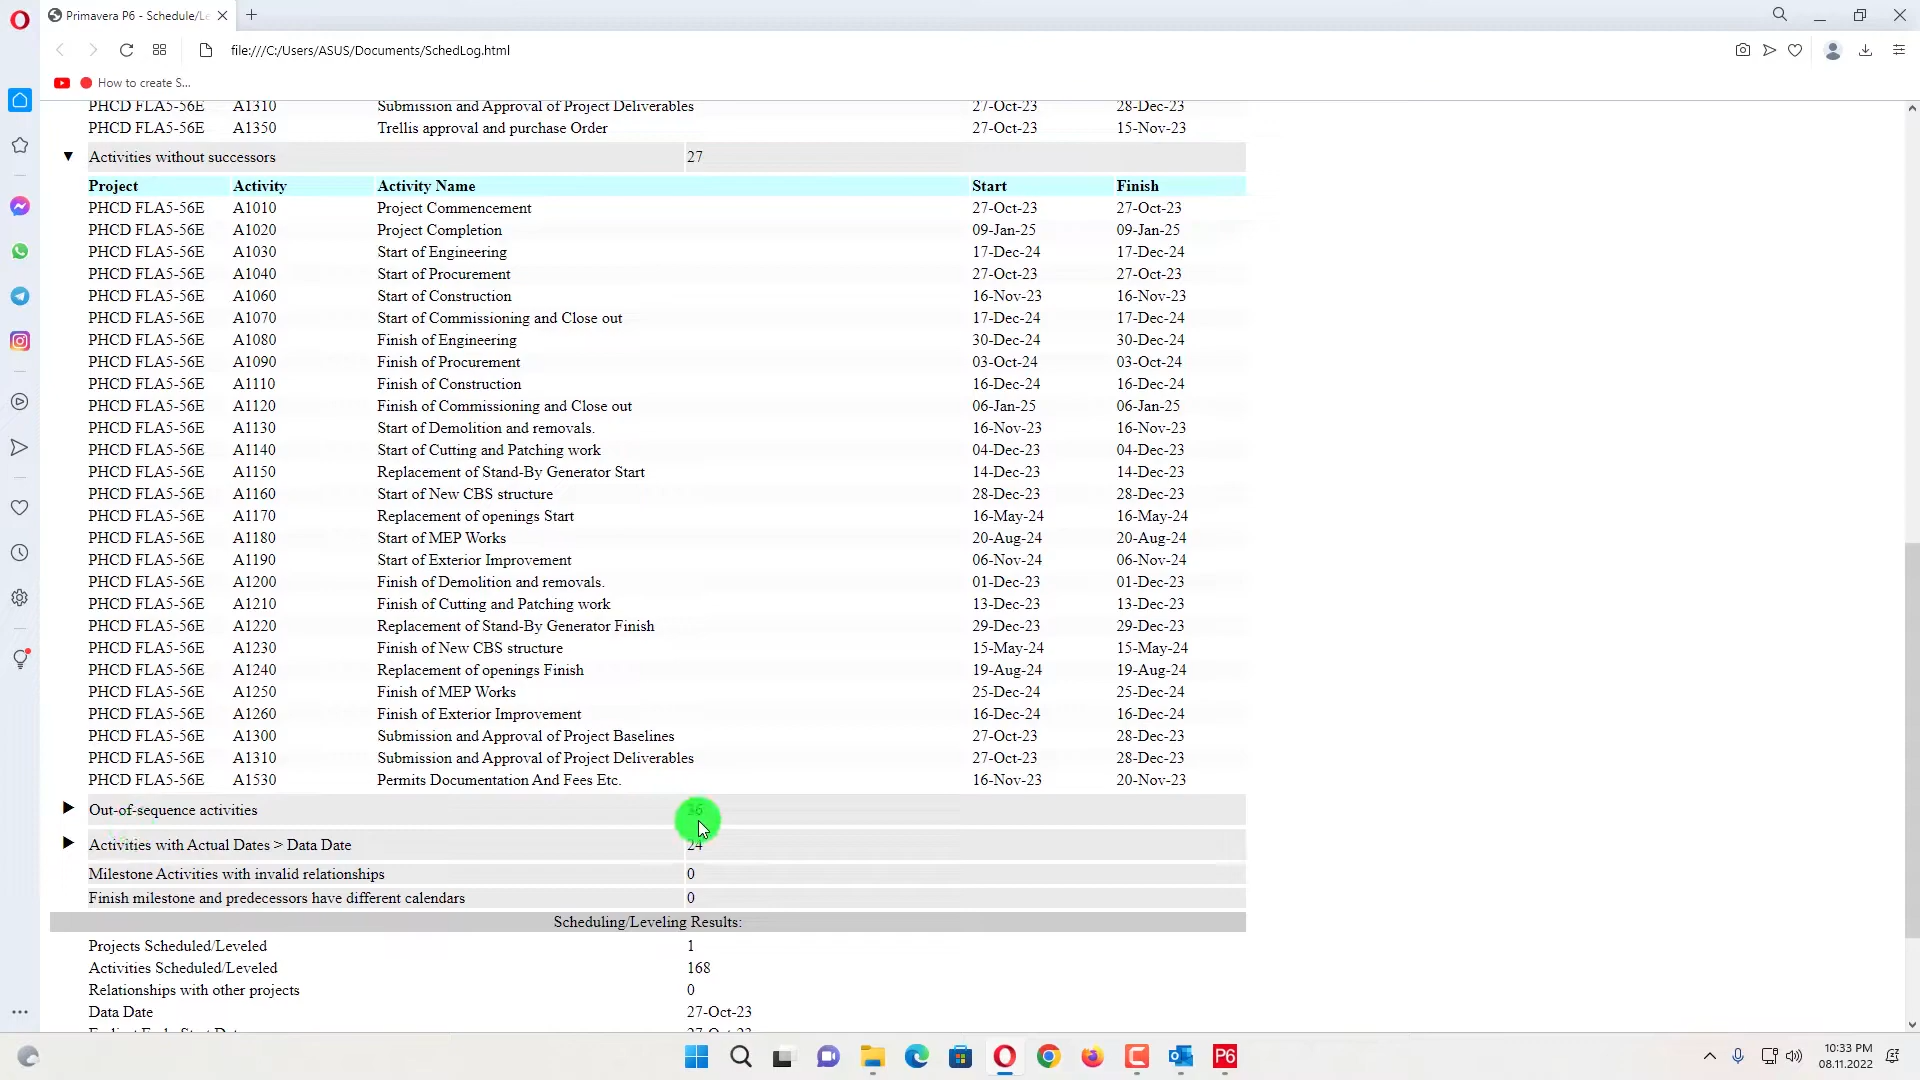 Primavera P6 - Schedule/Le
file:///C:/Users/ASUS/Documents/SchedLog.html
How to create S...
PHCD FLA5-56E A1310 Submission and Approval of Project Deliverables 27-Oct-23 28-Dec-23
PHCD FLA5-56E A1350 Trellis approval and purchase Order 27-Oct-23 15-Nov-23
Activities without successors 27
Project Activity Activity Name Start Finish
PHCD FLA5-56E A1010 Project Commencement 27-Oct-23 27-Oct-23
PHCD FLA5-56E A1020 Project Completion 09-Jan-25 09-Jan-25
PHCD FLA5-56E A1030 Start of Engineering 17-Dec-24 17-Dec-24
PHCD FLA5-56E A1040 Start of Procurement 27-Oct-23 27-Oct-23
PHCD FLA5-56E A1060 Start of Construction 16-Nov-23 16-Nov-23
PHCD FLA5-56E A1070 Start of Commissioning and Close out 17-Dec-24 17-Dec-24
PHCD FLA5-56E A1080 Finish of Engineering 30-Dec-24 30-Dec-24
PHCD FLA5-56E A1090 Finish of Procurement 03-Oct-24 03-Oct-24
PHCD FLA5-56E A1110 Finish of Construction 16-Dec-24 16-Dec-24
PHCD FLA5-56E A1120 Finish of Commissioning and Close out 06-Jan-25 06-Jan-25
PHCD FLA5-56E A1130 Start of Demolition and removals. 16-Nov-23 16-Nov-23
PHCD FLA5-56E A1140 Start of Cutting and Patching work 04-Dec-23 04-Dec-23
PHCD FLA5-56E A1150 Replacement of Stand-By Generator Start 14-Dec-23 14-Dec-23
PHCD FLA5-56E A1160 Start of New CBS structure 28-Dec-23 28-Dec-23
PHCD FLA5-56E A1170 Replacement of openings Start 16-May-24 16-May-24
PHCD FLA5-56E A1180 Start of MEP Works 20-Aug-24 20-Aug-24
PHCD FLA5-56E A1190 Start of Exterior Improvement 06-Nov-24 06-Nov-24
PHCD FLA5-56E A1200 Finish of Demolition and removals. 01-Dec-23 01-Dec-23
PHCD FLA5-56E A1210 Finish of Cutting and Patching work 13-Dec-23 13-Dec-23
PHCD FLA5-56E A1220 Replacement of Stand-By Generator Finish 29-Dec-23 29-Dec-23
PHCD FLA5-56E A1230 Finish of New CBS structure 15-May-24 15-May-24
PHCD FLA5-56E A1240 Replacement of openings Finish 19-Aug-24 19-Aug-24
PHCD FLA5-56E A1250 Finish of MEP Works 25-Dec-24 25-Dec-24
PHCD FLA5-56E A1260 Finish of Exterior Improvement 16-Dec-24 16-Dec-24
PHCD FLA5-56E A1300 Submission and Approval of Project Baselines 27-Oct-23 28-Dec-23
PHCD FLA5-56E A1310 Submission and Approval of Project Deliverables 27-Oct-23 28-Dec-23
PHCD FLA5-56E A1530 Permits Documentation And Fees Etc. 16-Nov-23 20-Nov-23
Out-of-sequence activities
Activities with Actual Dates > Data Date 24
Milestone Activities with invalid relationships 0
Finish milestone and predecessors have different calendars 0
Scheduling/Leveling Results:
Projects Scheduled/Leveled 1
Activities Scheduled/Leveled 168
Relationships with other projects 0
Data Date 27-Oct-23
P6
10:33 PM
08.11.2022